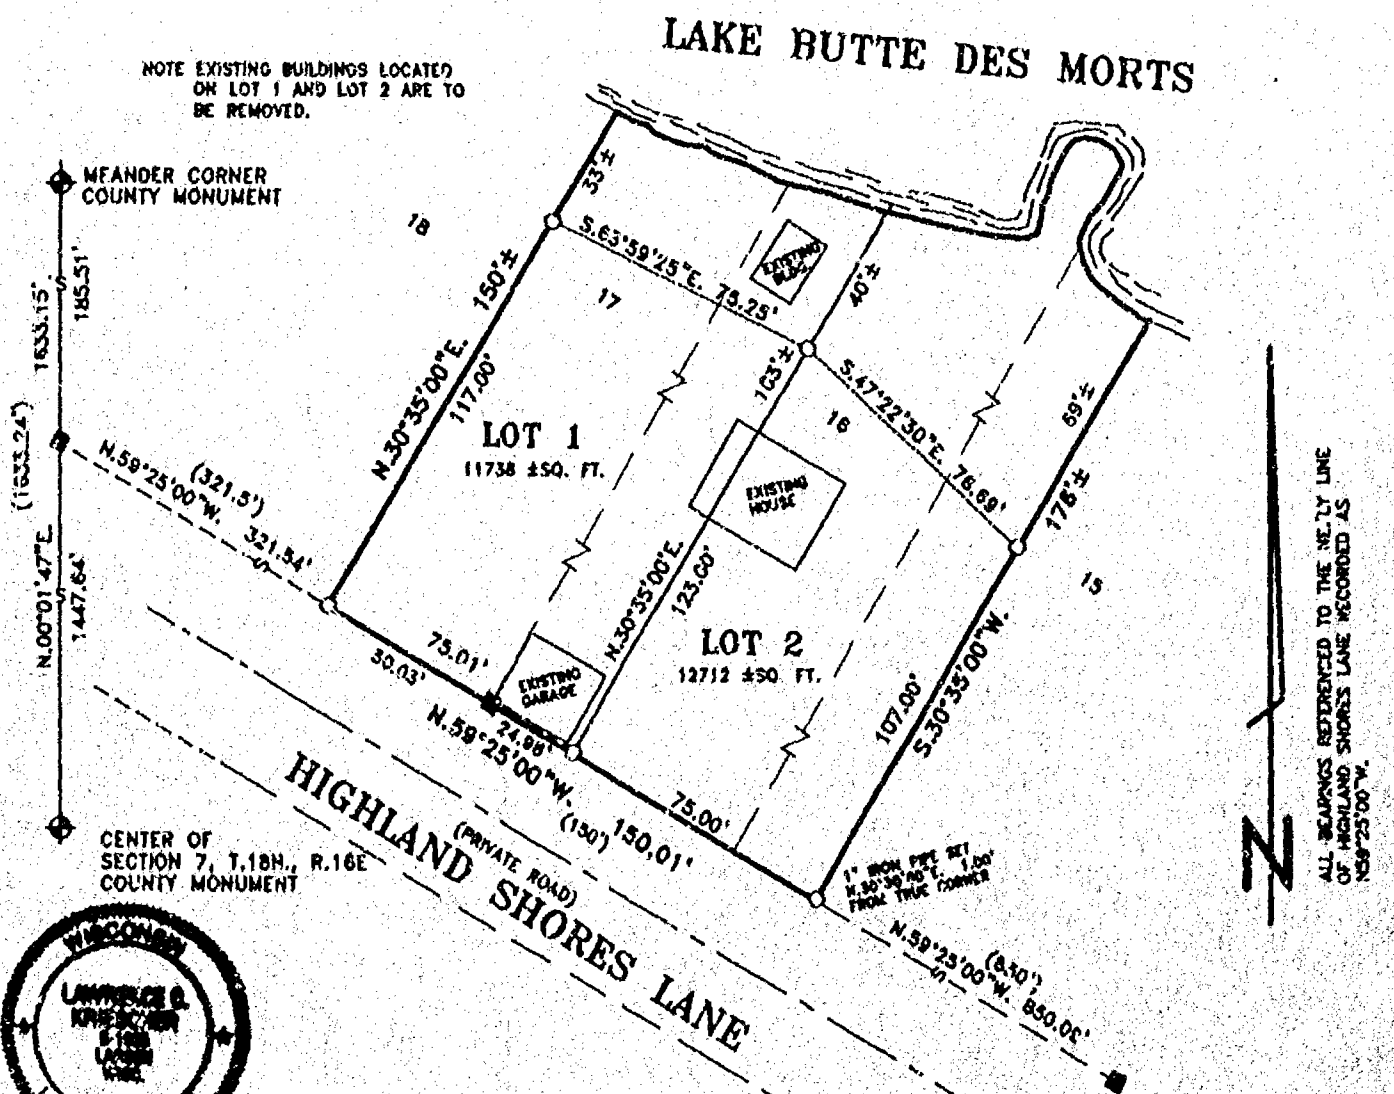 LAKE BUTTE DES MORTS
NOTE EXISTING BUILDINGS LOCATED
ON LOT 1 AND LOT 2 ARE TO
BE REMOVED.
MEANDER CORNER
COUNTY MONUMENT
185.51'
1633.15'
(1633.24')
N.00°01'47"E.
1447.64'
18
33'±
150'±
N.30°35'00"E.
117.00'
S.63°59'25"E. 75.25'
17
EXISTING
BLDG.
40'±
163'±
LOT 1
11738 ±SQ. FT.
S.47°22'30"E. 76.69'
16
69'±
176'±
15
EXISTING
HOUSE
N.59°25'00"W.
(321.5')
321.54'
N.30°35'00"E.
123.00'
LOT 2
12712 ±SQ. FT.
107.00'
S.30°35'00"W.
75.01'
EXISTING
GARAGE
24.98'
N.59°25'00"W.
(150')
150.01'
75.00'
HIGHLAND SHORES LANE
(PRIVATE ROAD)
1" IRON PIPE SET
1.00'
FROM TRUE CORNER
N.59°25'00"W.
(850')
CENTER OF
SECTION 7, T.18N., R.16E
COUNTY MONUMENT
WISCONSIN
LAWRENCE
N
ALL BEARINGS REFERENCED TO THE NE.'LY LINE
OF HIGHLAND SHORES LANE RECORDED AS
N59°25'00"W.